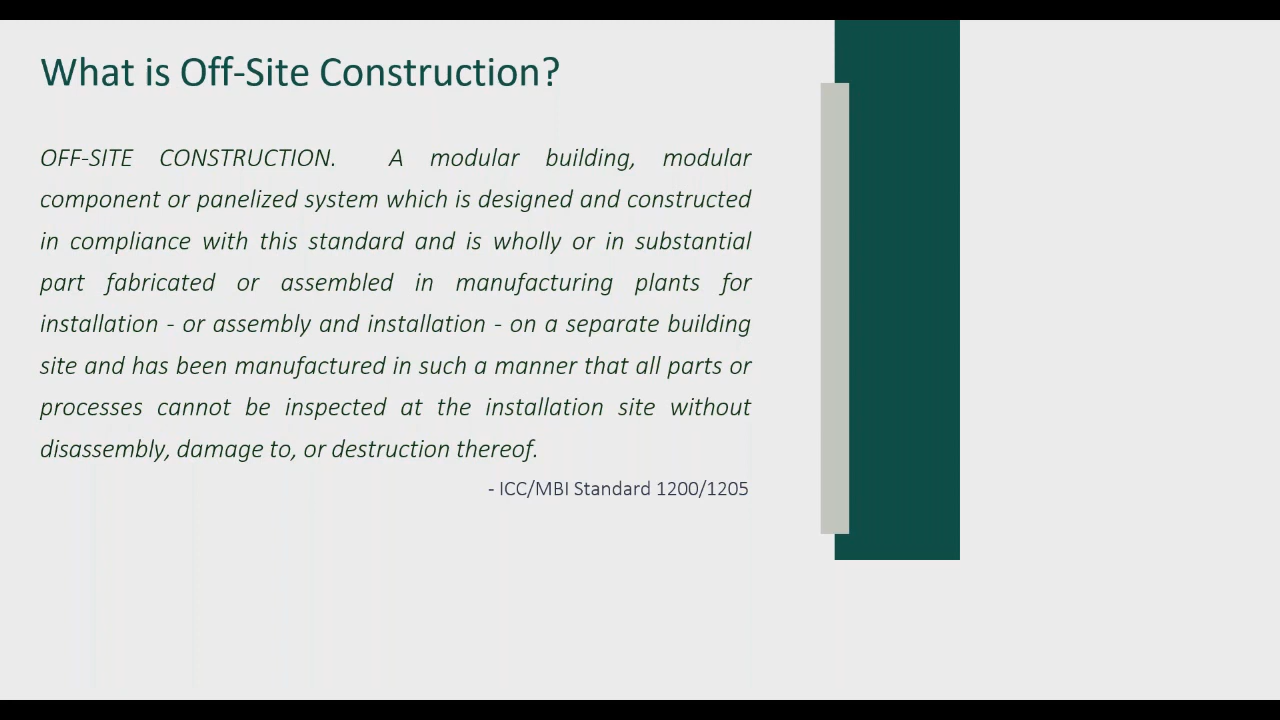 What is Off-Site Construction?
OFF-SITE CONSTRUCTION. A modular building, modular
component or panelized system which is designed and constructed
in compliance with this standard and is wholly or in substantial
part fabricated or assembled in manufacturing plants for
installation - or assembly and installation - on a separate building
site and has been manufactured in such a manner that all parts or
processes cannot be inspected at the installation site without
disassembly, damage to, or destruction thereof.
- ICC/MBI Standard 1200/1205